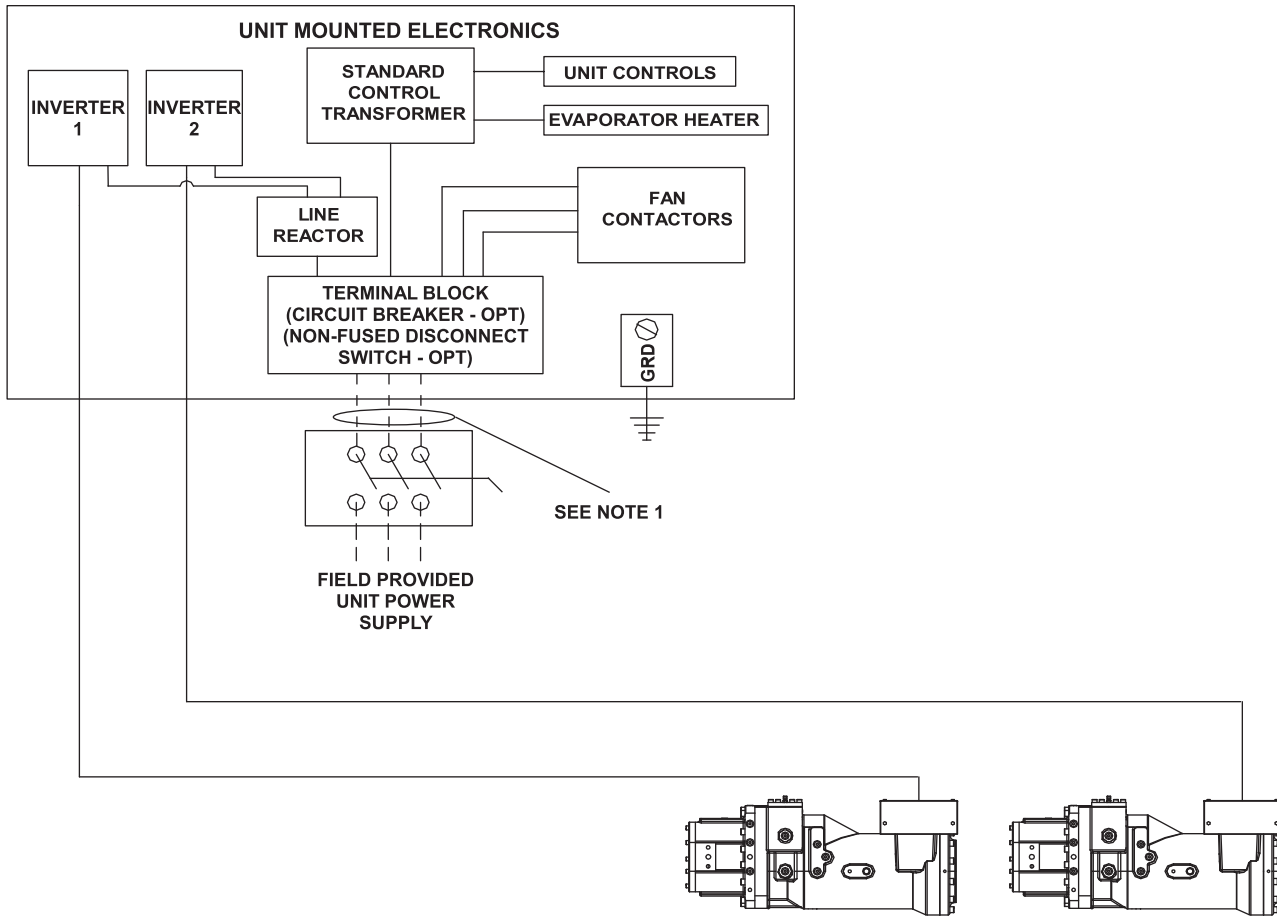 UNIT MOUNTED ELECTRONICS
INVERTER
1
INVERTER
2
STANDARD
CONTROL
TRANSFORMER
UNIT CONTROLS
EVAPORATOR HEATER
FAN
CONTACTORS
LINE
REACTOR
TERMINAL BLOCK
(CIRCUIT BREAKER - OPT)
(NON-FUSED DISCONNECT
SWITCH - OPT)
GRD
SEE NOTE 1
FIELD PROVIDED
UNIT POWER
SUPPLY